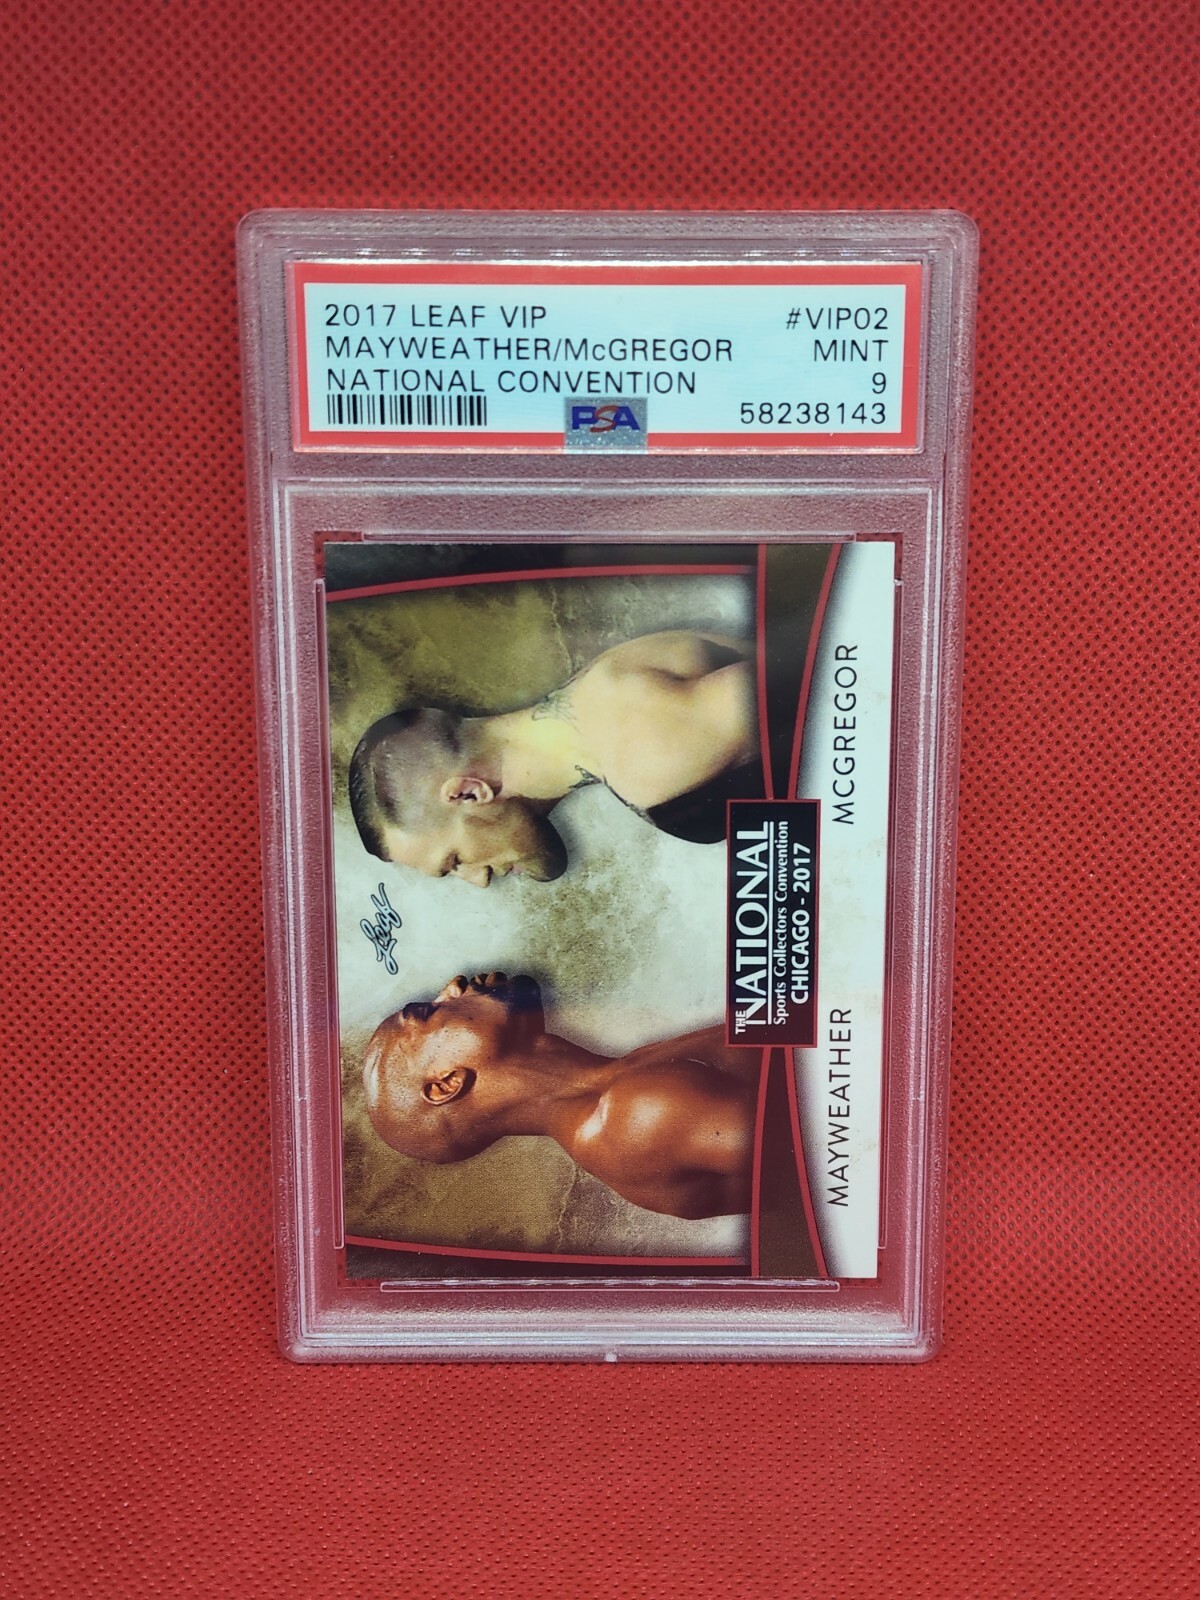 2017 LEAF VIP #VIP02
MAYWEATHER/McGREGOR MINT
NATIONAL CONVENTION 9
PSA 58238143
Leaf
THE NATIONAL
Sports Collectors Convention
CHICAGO - 2017
MAYWEATHER MCGREGOR